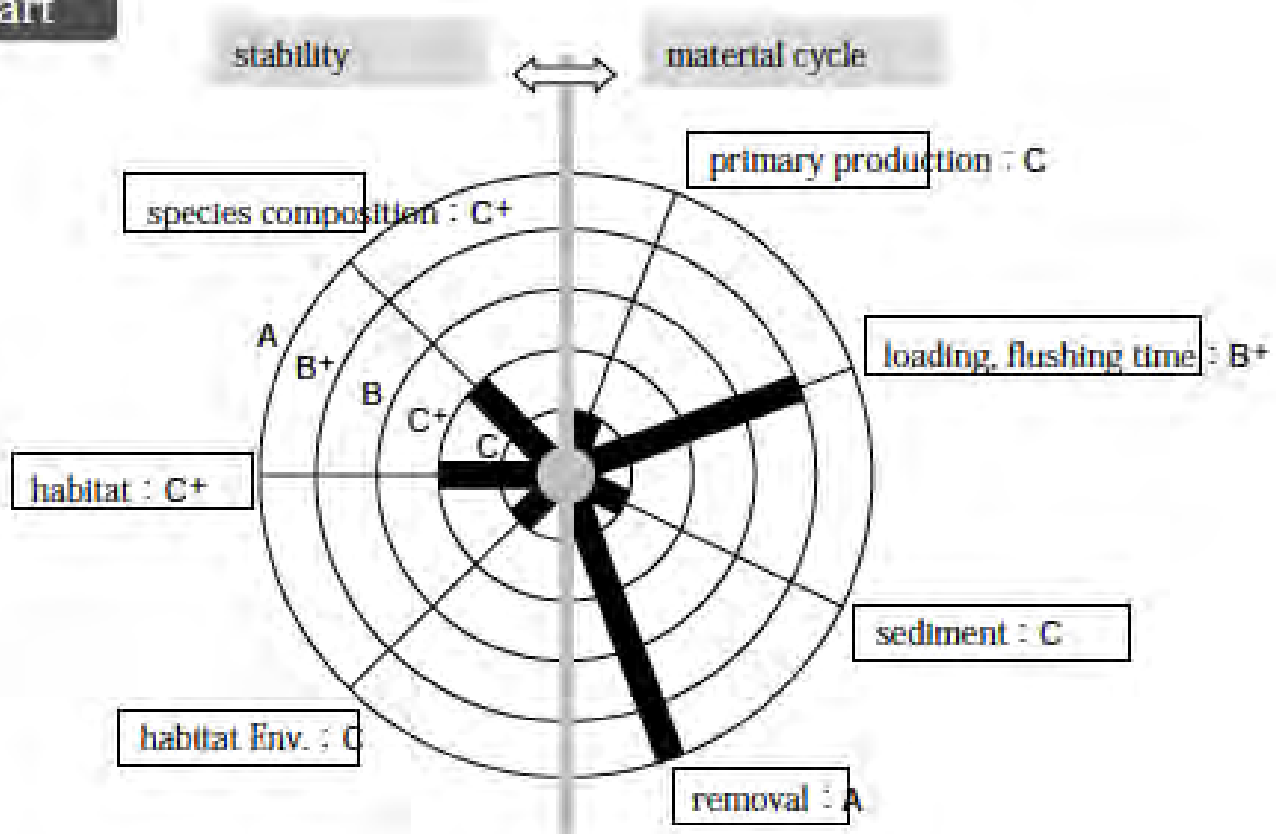 art
stability
material cycle
primary production : C
species composition : C+
A
B+
B
C+
C
loading, flushing time : B+
habitat : C+
sediment : C
habitat Env. : C
removal : A